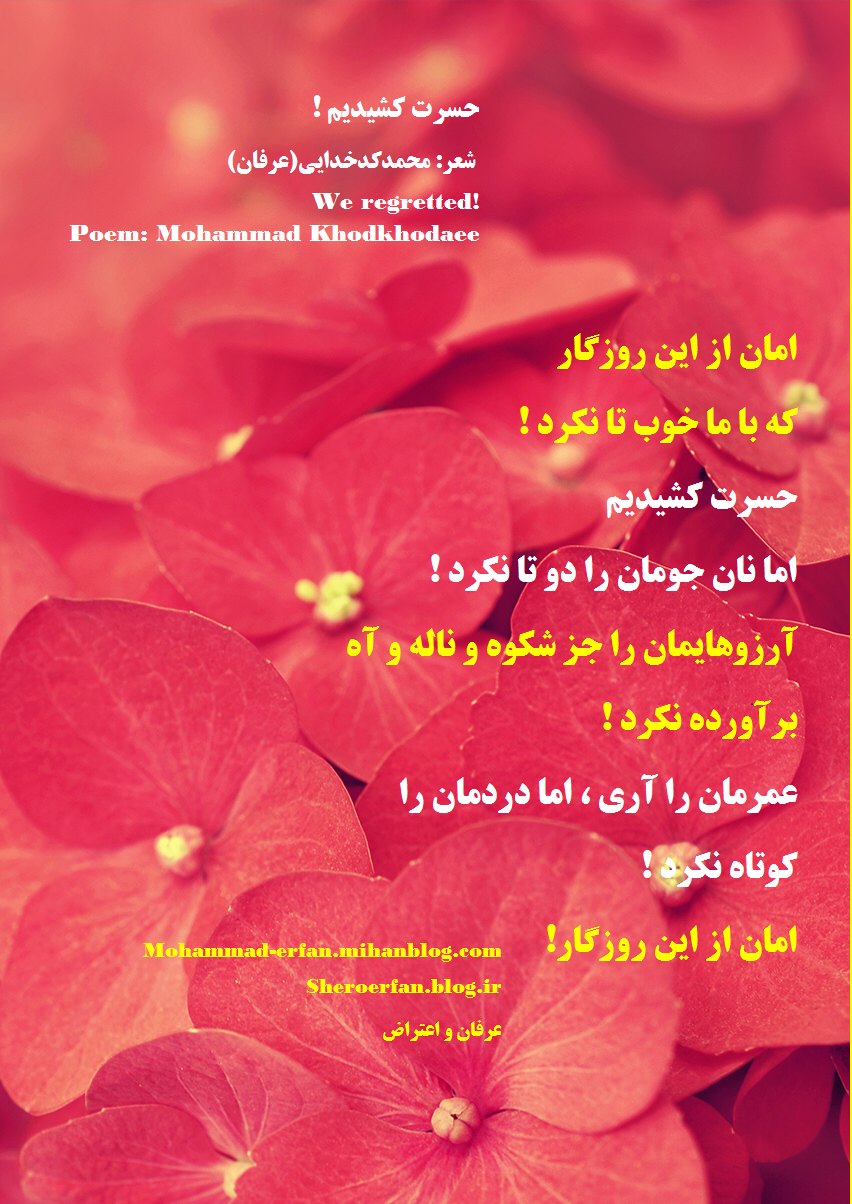 حسرت کشیدیم !
شعر: محمدکدخدایی(عرفان)
We regretted!
Poem: Mohammad Khodkhodaee
امان از این روزگار
که با ما خوب تا نکرد !
حسرت کشیدیم
اما نان جومان را دو تا نکرد !
آرزوهایمان را جز شکوه و ناله و آه
برآورده نکرد !
عمرمان را آری ، اما دردمان را
کوتاه نکرد !
امان از این روزگار!
Mohammad-erfan.mihanblog.com
Sheroerfan.blog.ir
عرفان و اعتراض